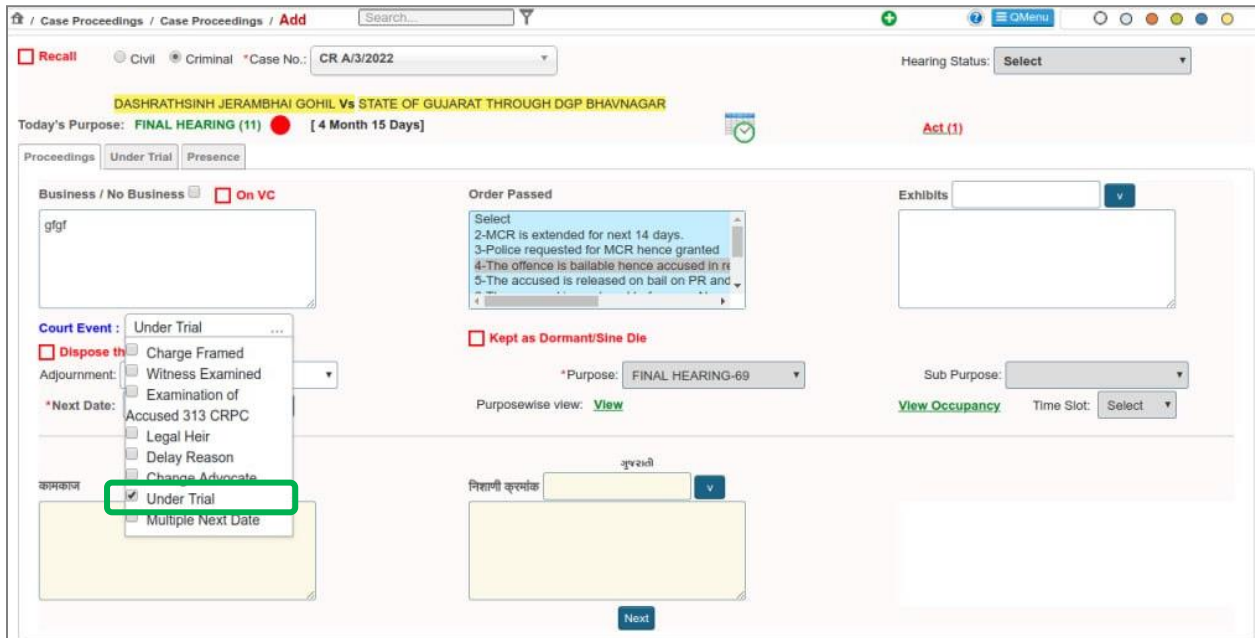 / Case Proceedings / Case Proceedings / Add Search... QMenu
Recall Civil Criminal *Case No.: CR A/3/2022 Hearing Status: Select
DASHRATHSINH JERAMBHAI GOHIL Vs STATE OF GUJARAT THROUGH DGP BHAVNAGAR
Today's Purpose: FINAL HEARING (11) [ 4 Month 15 Days] Act (1)
Proceedings Under Trial Presence
Business / No Business On VC Order Passed Exhibits v
gfgf
Select
2-MCR is extended for next 14 days.
3-Police requested for MCR hence granted
4-The offence is bailable hence accused in re
5-The accused is released on bail on PR and
Court Event : Under Trial ...
Kept as Dormant/Sine Die
Dispose th
Charge Framed
Adjournment: Witness Examined *Purpose: FINAL HEARING-69 Sub Purpose:
Examination of
*Next Date: Accused 313 CRPC Purposewise view: View View Occupancy Time Slot: Select
Legal Heir
Delay Reason
Change Advocate
ગુજરાતી
कामकाज Under Trial निशाणी क्रमांक v
Multiple Next Date
Next